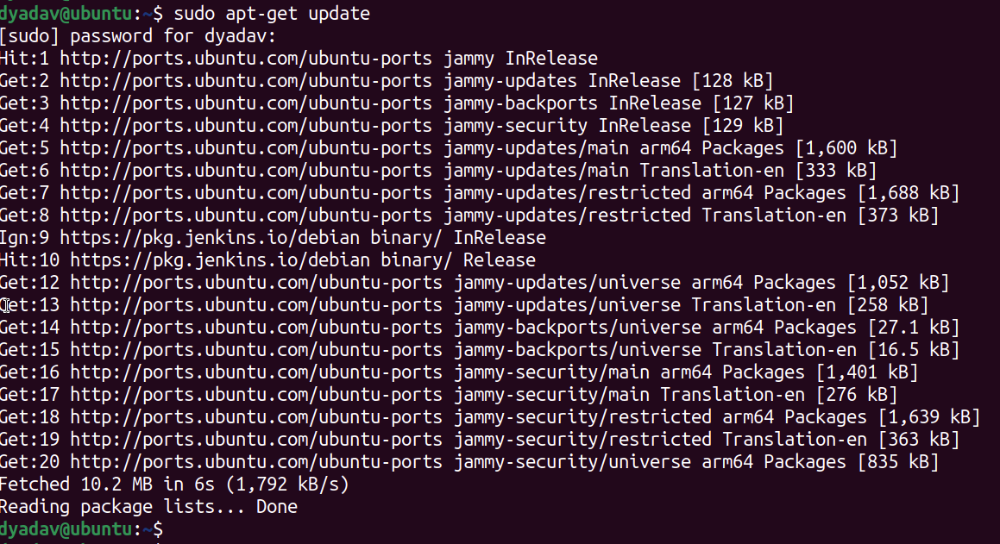 dyadav@ubuntu:~$ sudo apt-get update
[sudo] password for dyadav:
Hit:1 http://ports.ubuntu.com/ubuntu-ports jammy InRelease
Get:2 http://ports.ubuntu.com/ubuntu-ports jammy-updates InRelease [128 kB]
Get:3 http://ports.ubuntu.com/ubuntu-ports jammy-backports InRelease [127 kB]
Get:4 http://ports.ubuntu.com/ubuntu-ports jammy-security InRelease [129 kB]
Get:5 http://ports.ubuntu.com/ubuntu-ports jammy-updates/main arm64 Packages [1,600 kB]
Get:6 http://ports.ubuntu.com/ubuntu-ports jammy-updates/main Translation-en [333 kB]
Get:7 http://ports.ubuntu.com/ubuntu-ports jammy-updates/restricted arm64 Packages [1,688 kB]
Get:8 http://ports.ubuntu.com/ubuntu-ports jammy-updates/restricted Translation-en [373 kB]
Ign:9 https://pkg.jenkins.io/debian binary/ InRelease
Hit:10 https://pkg.jenkins.io/debian binary/ Release
Get:12 http://ports.ubuntu.com/ubuntu-ports jammy-updates/universe arm64 Packages [1,052 kB]
Get:13 http://ports.ubuntu.com/ubuntu-ports jammy-updates/universe Translation-en [258 kB]
Get:14 http://ports.ubuntu.com/ubuntu-ports jammy-backports/universe arm64 Packages [27.1 kB]
Get:15 http://ports.ubuntu.com/ubuntu-ports jammy-backports/universe Translation-en [16.5 kB]
Get:16 http://ports.ubuntu.com/ubuntu-ports jammy-security/main arm64 Packages [1,401 kB]
Get:17 http://ports.ubuntu.com/ubuntu-ports jammy-security/main Translation-en [276 kB]
Get:18 http://ports.ubuntu.com/ubuntu-ports jammy-security/restricted arm64 Packages [1,639 kB]
Get:19 http://ports.ubuntu.com/ubuntu-ports jammy-security/restricted Translation-en [363 kB]
Get:20 http://ports.ubuntu.com/ubuntu-ports jammy-security/universe arm64 Packages [835 kB]
Fetched 10.2 MB in 6s (1,792 kB/s)
Reading package lists... Done
dyadav@ubuntu:~$